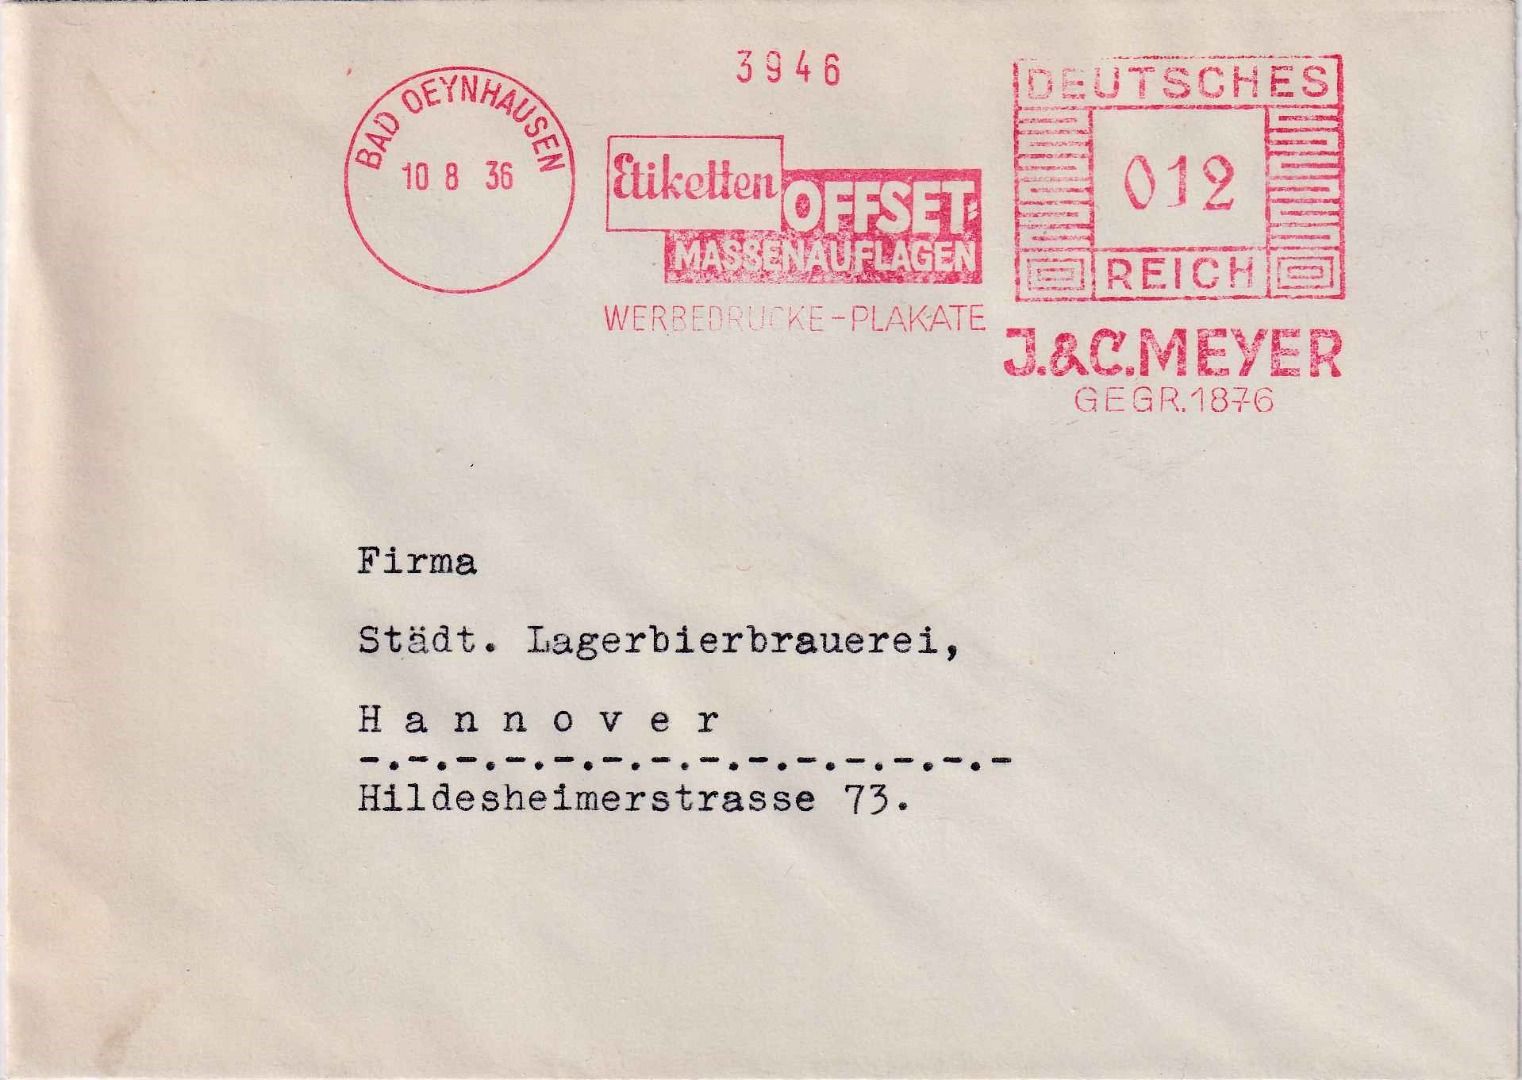 3946
BAD OEYNHAUSEN
10 8 36
Etiketten
OFFSET-
MASSENAUFLAGEN
WERBEDRUCKE-PLAKATE
DEUTSCHES
012
REICH
J.&C.MEYER
GEGR.1876
Firma
Städt. Lagerbierbrauerei,
H a n n o v e r
-.-.-.-.-.-.-.-.-.-.-.-.-.-
Hildesheimerstrasse 73.